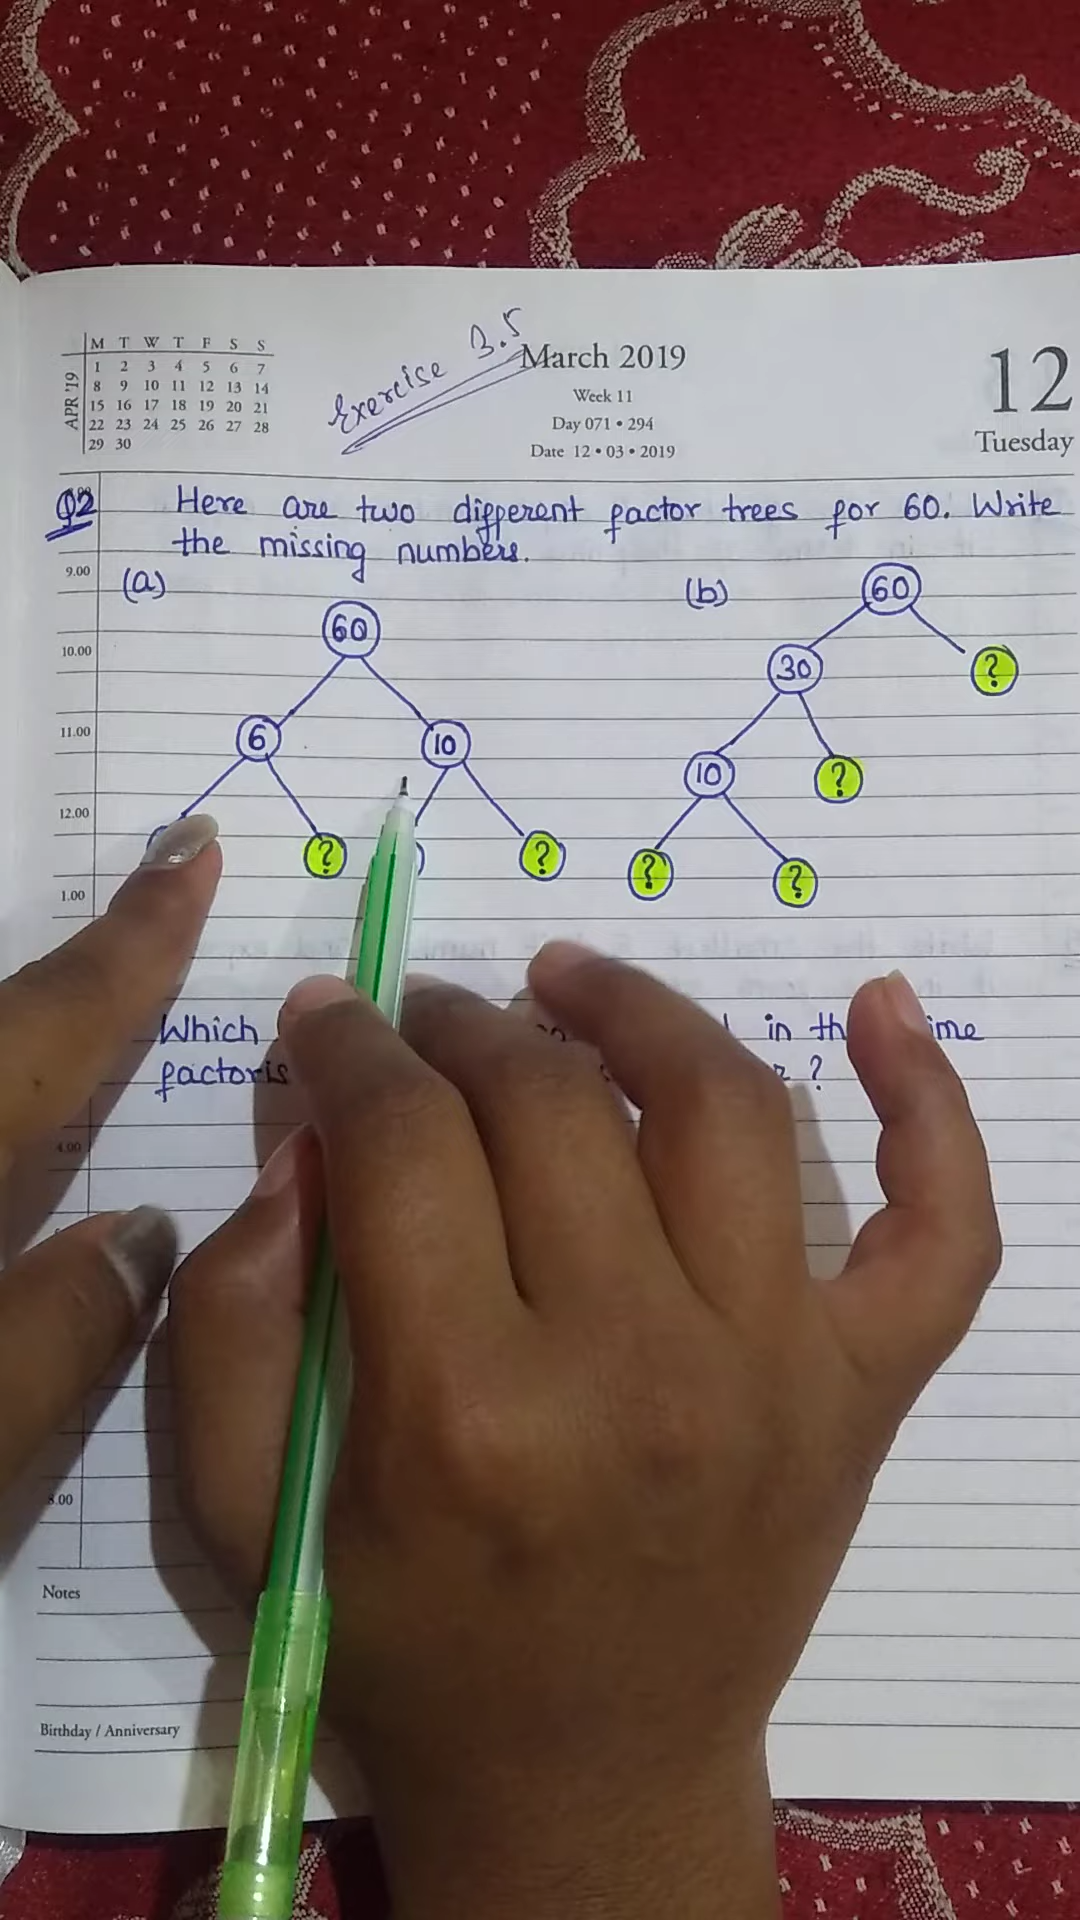 M T W T F S S
APR '19
1 2 3 4 5 6 7
8 9 10 11 12 13 14
15 16 17 18 19 20 21
22 23 24 25 26 27 28
29 30
Exercise 3.5
March 2019
Week 11
Day 071 • 294
Date 12 • 03 • 2019
12
Tuesday
Q2 Here are two different factor trees for 60. Write
the missing numbers.
9.00
(a) (b)
60 60
10.00
30 ?
11.00
6 10
10 ?
12.00
? ? ? ?
1.00
Which in
?
4.00
8.00
Notes
Birthday / Anniversary